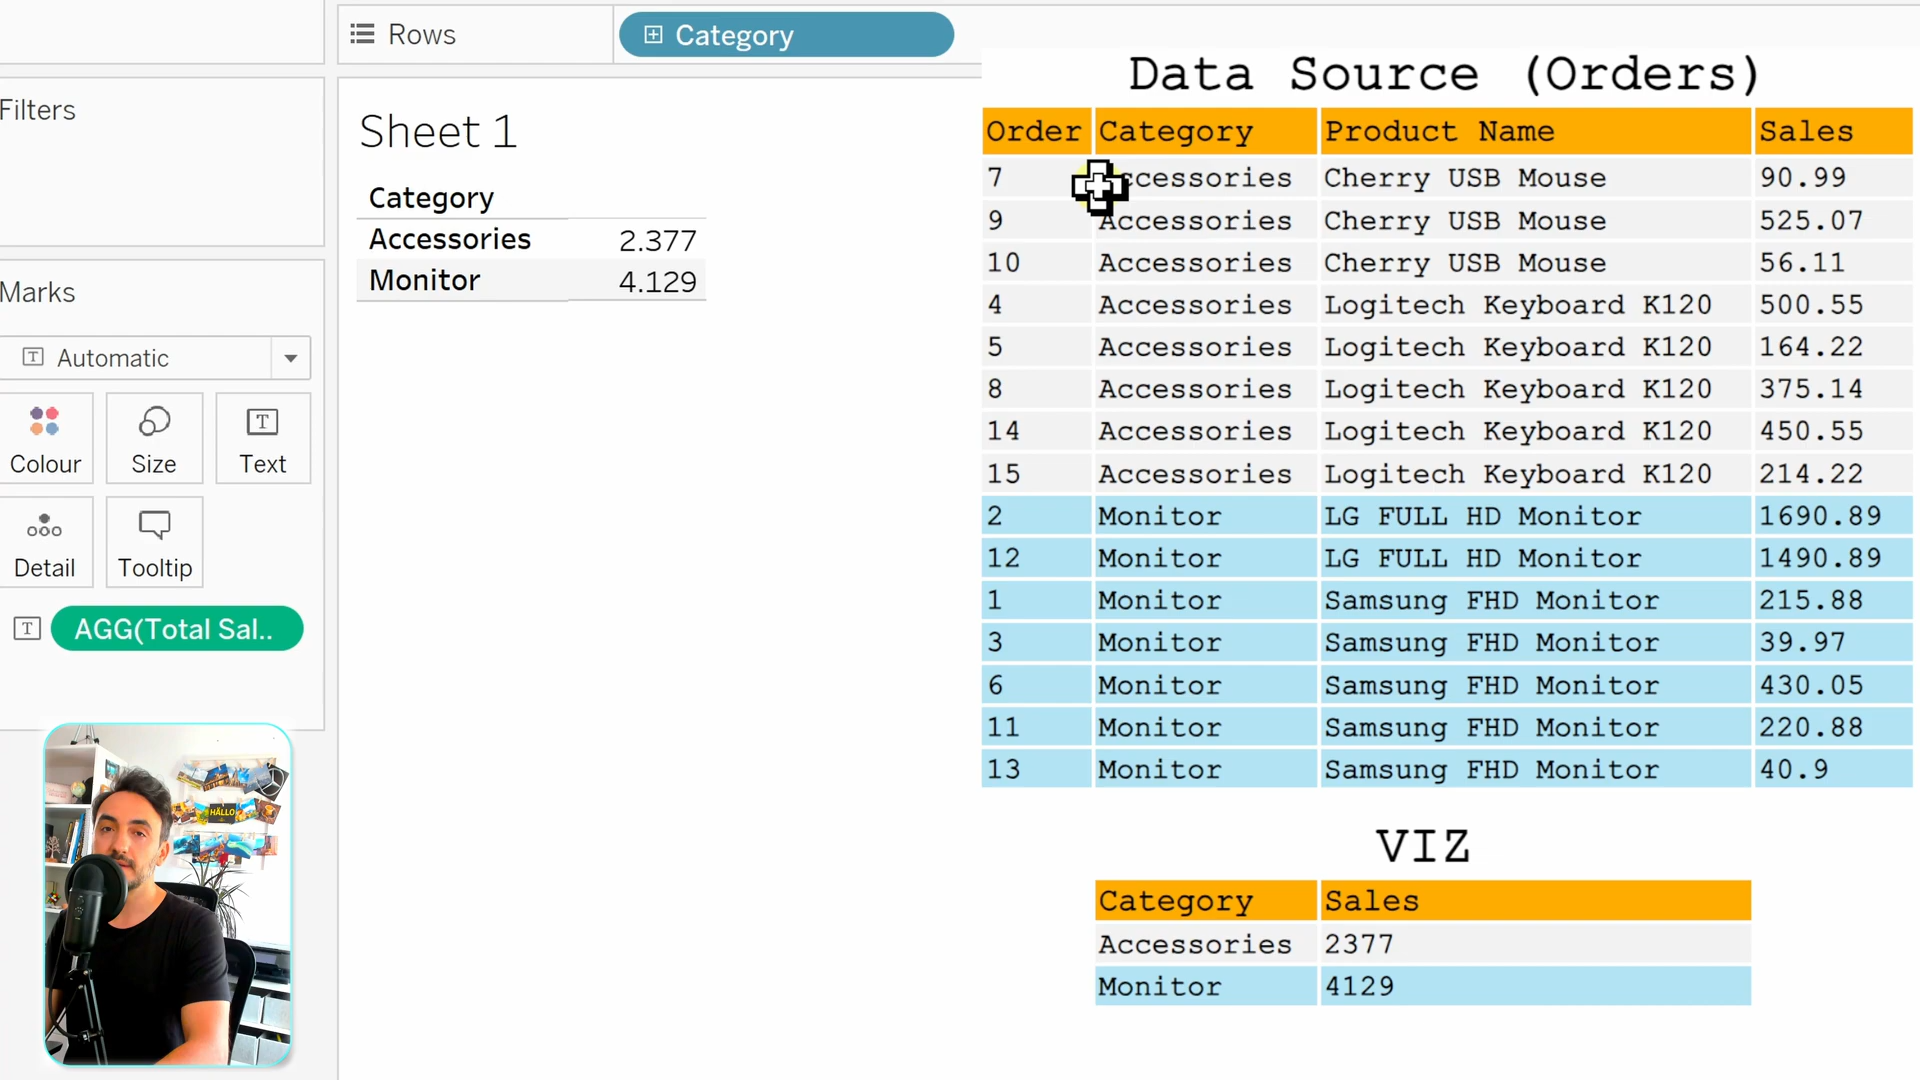 Rows
Category
Filters
Marks
Automatic
Colour
Size
Text
Detail
Tooltip
AGG(Total Sal..
Sheet 1
Category
Accessories 2.377
Monitor 4.129
Data Source (Orders)
Order Category Product Name Sales
7 Accessories Cherry USB Mouse 90.99
9 Accessories Cherry USB Mouse 525.07
10 Accessories Cherry USB Mouse 56.11
4 Accessories Logitech Keyboard K120 500.55
5 Accessories Logitech Keyboard K120 164.22
8 Accessories Logitech Keyboard K120 375.14
14 Accessories Logitech Keyboard K120 450.55
15 Accessories Logitech Keyboard K120 214.22
2 Monitor LG FULL HD Monitor 1690.89
12 Monitor LG FULL HD Monitor 1490.89
1 Monitor Samsung FHD Monitor 215.88
3 Monitor Samsung FHD Monitor 39.97
6 Monitor Samsung FHD Monitor 430.05
11 Monitor Samsung FHD Monitor 220.88
13 Monitor Samsung FHD Monitor 40.9
VIZ
Category Sales
Accessories 2377
Monitor 4129
HALLO